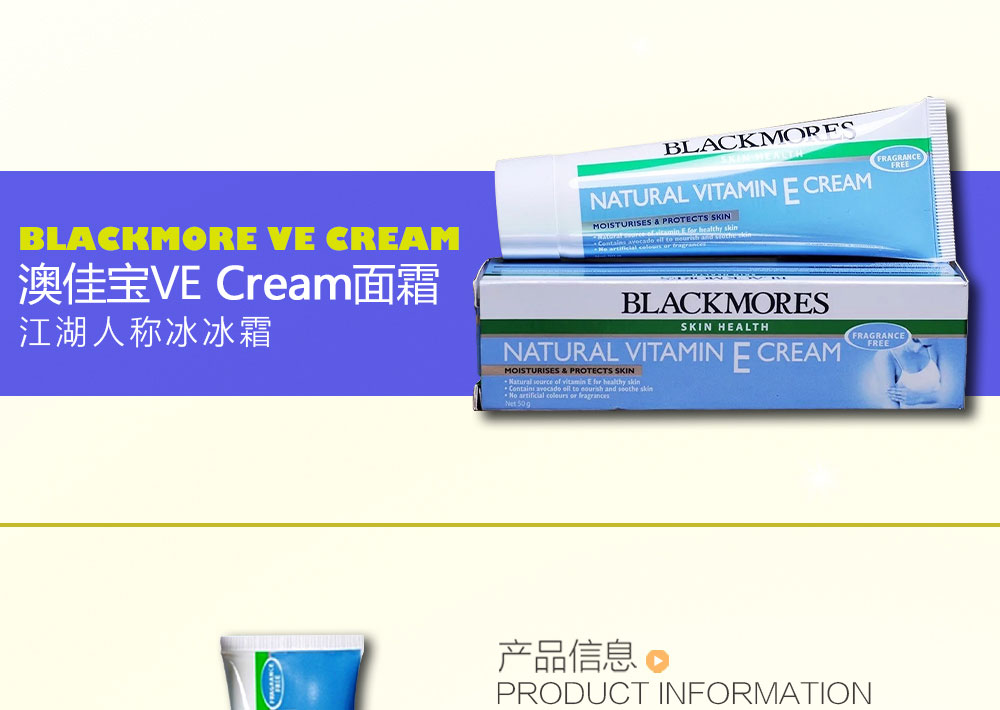 BLACKMORES
SKIN HEALTH
FRAGRANCE
FREE
NATURAL VITAMIN E CREAM
MOISTURISES & PROTECTS SKIN
• Natural source of vitamin E for healthy skin
• Contains avocado oil to nourish and soothe skin
• No artificial colours or fragrances
BLACKMORE VE CREAM
澳佳宝VE Cream面霜
江湖人称冰冰霜
BLACKMORES
SKIN HEALTH
FRAGRANCE
FREE
NATURAL VITAMIN E CREAM
MOISTURISES & PROTECTS SKIN
• Natural source of vitamin E for healthy skin
• Contains avocado oil to nourish and soothe skin
• No artificial colours or fragrances
Net 50 g
FRAGRANCE
FREE
产品信息
PRODUCT INFORMATION